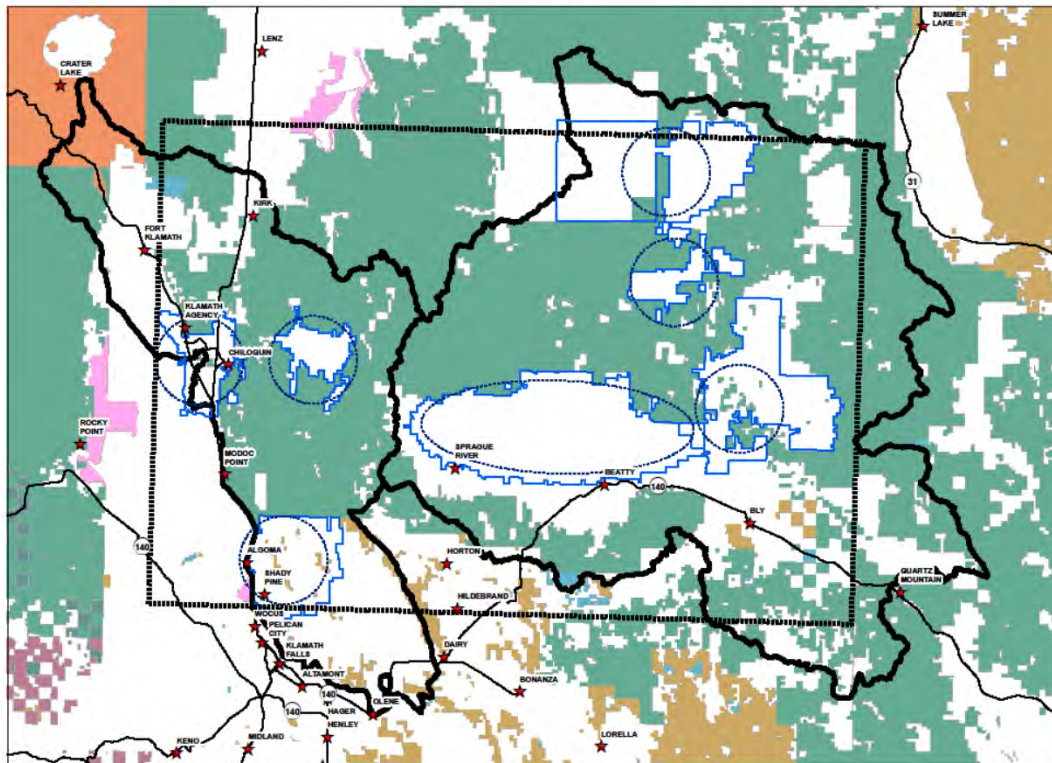 SUMMER
LAKE
LENZ
CRATER
LAKE
31
KIRK
FORT
KLAMATH
KLAMATH
AGENCY
CHILOQUIN
ROCKY
POINT
MODOC
POINT
SPRAGUE
RIVER
BEATTY
140
BLY
140
ALGOMA
HORTON
SHADY
PINE
QUARTZ
MOUNTAIN
HILDEBRAND
WOCUS
PELICAN
CITY
KLAMATH
FALLS
DAIRY
ALTAMONT
BONANZA
140
140
HAGER
OLENE
HENLEY
KENO
MIDLAND
LORELLA